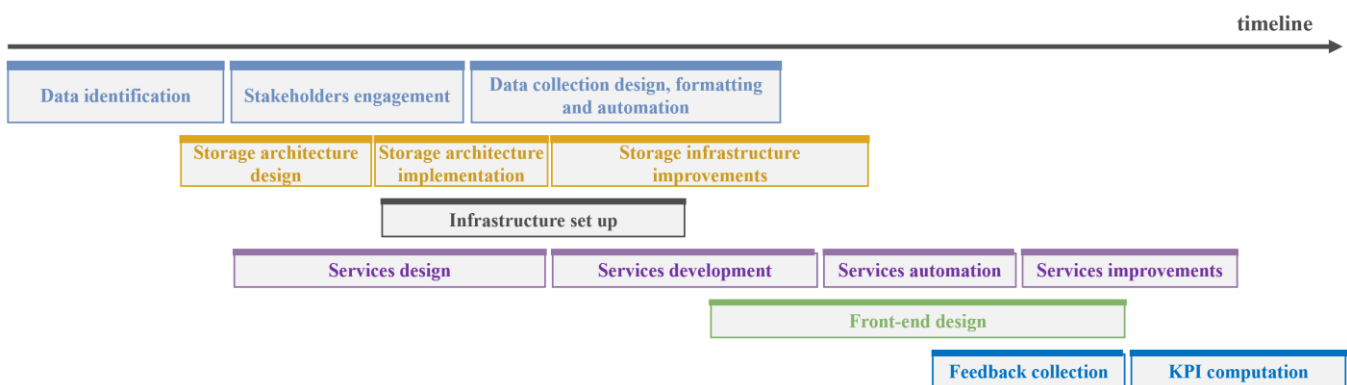 timeline
Data identification
Stakeholders engagement
Data collection design, formatting
and automation
Storage architecture
design
Storage architecture
implementation
Storage infrastructure
improvements
Infrastructure set up
Services design
Services development
Services automation
Services improvements
Front-end design
Feedback collection
KPI computation